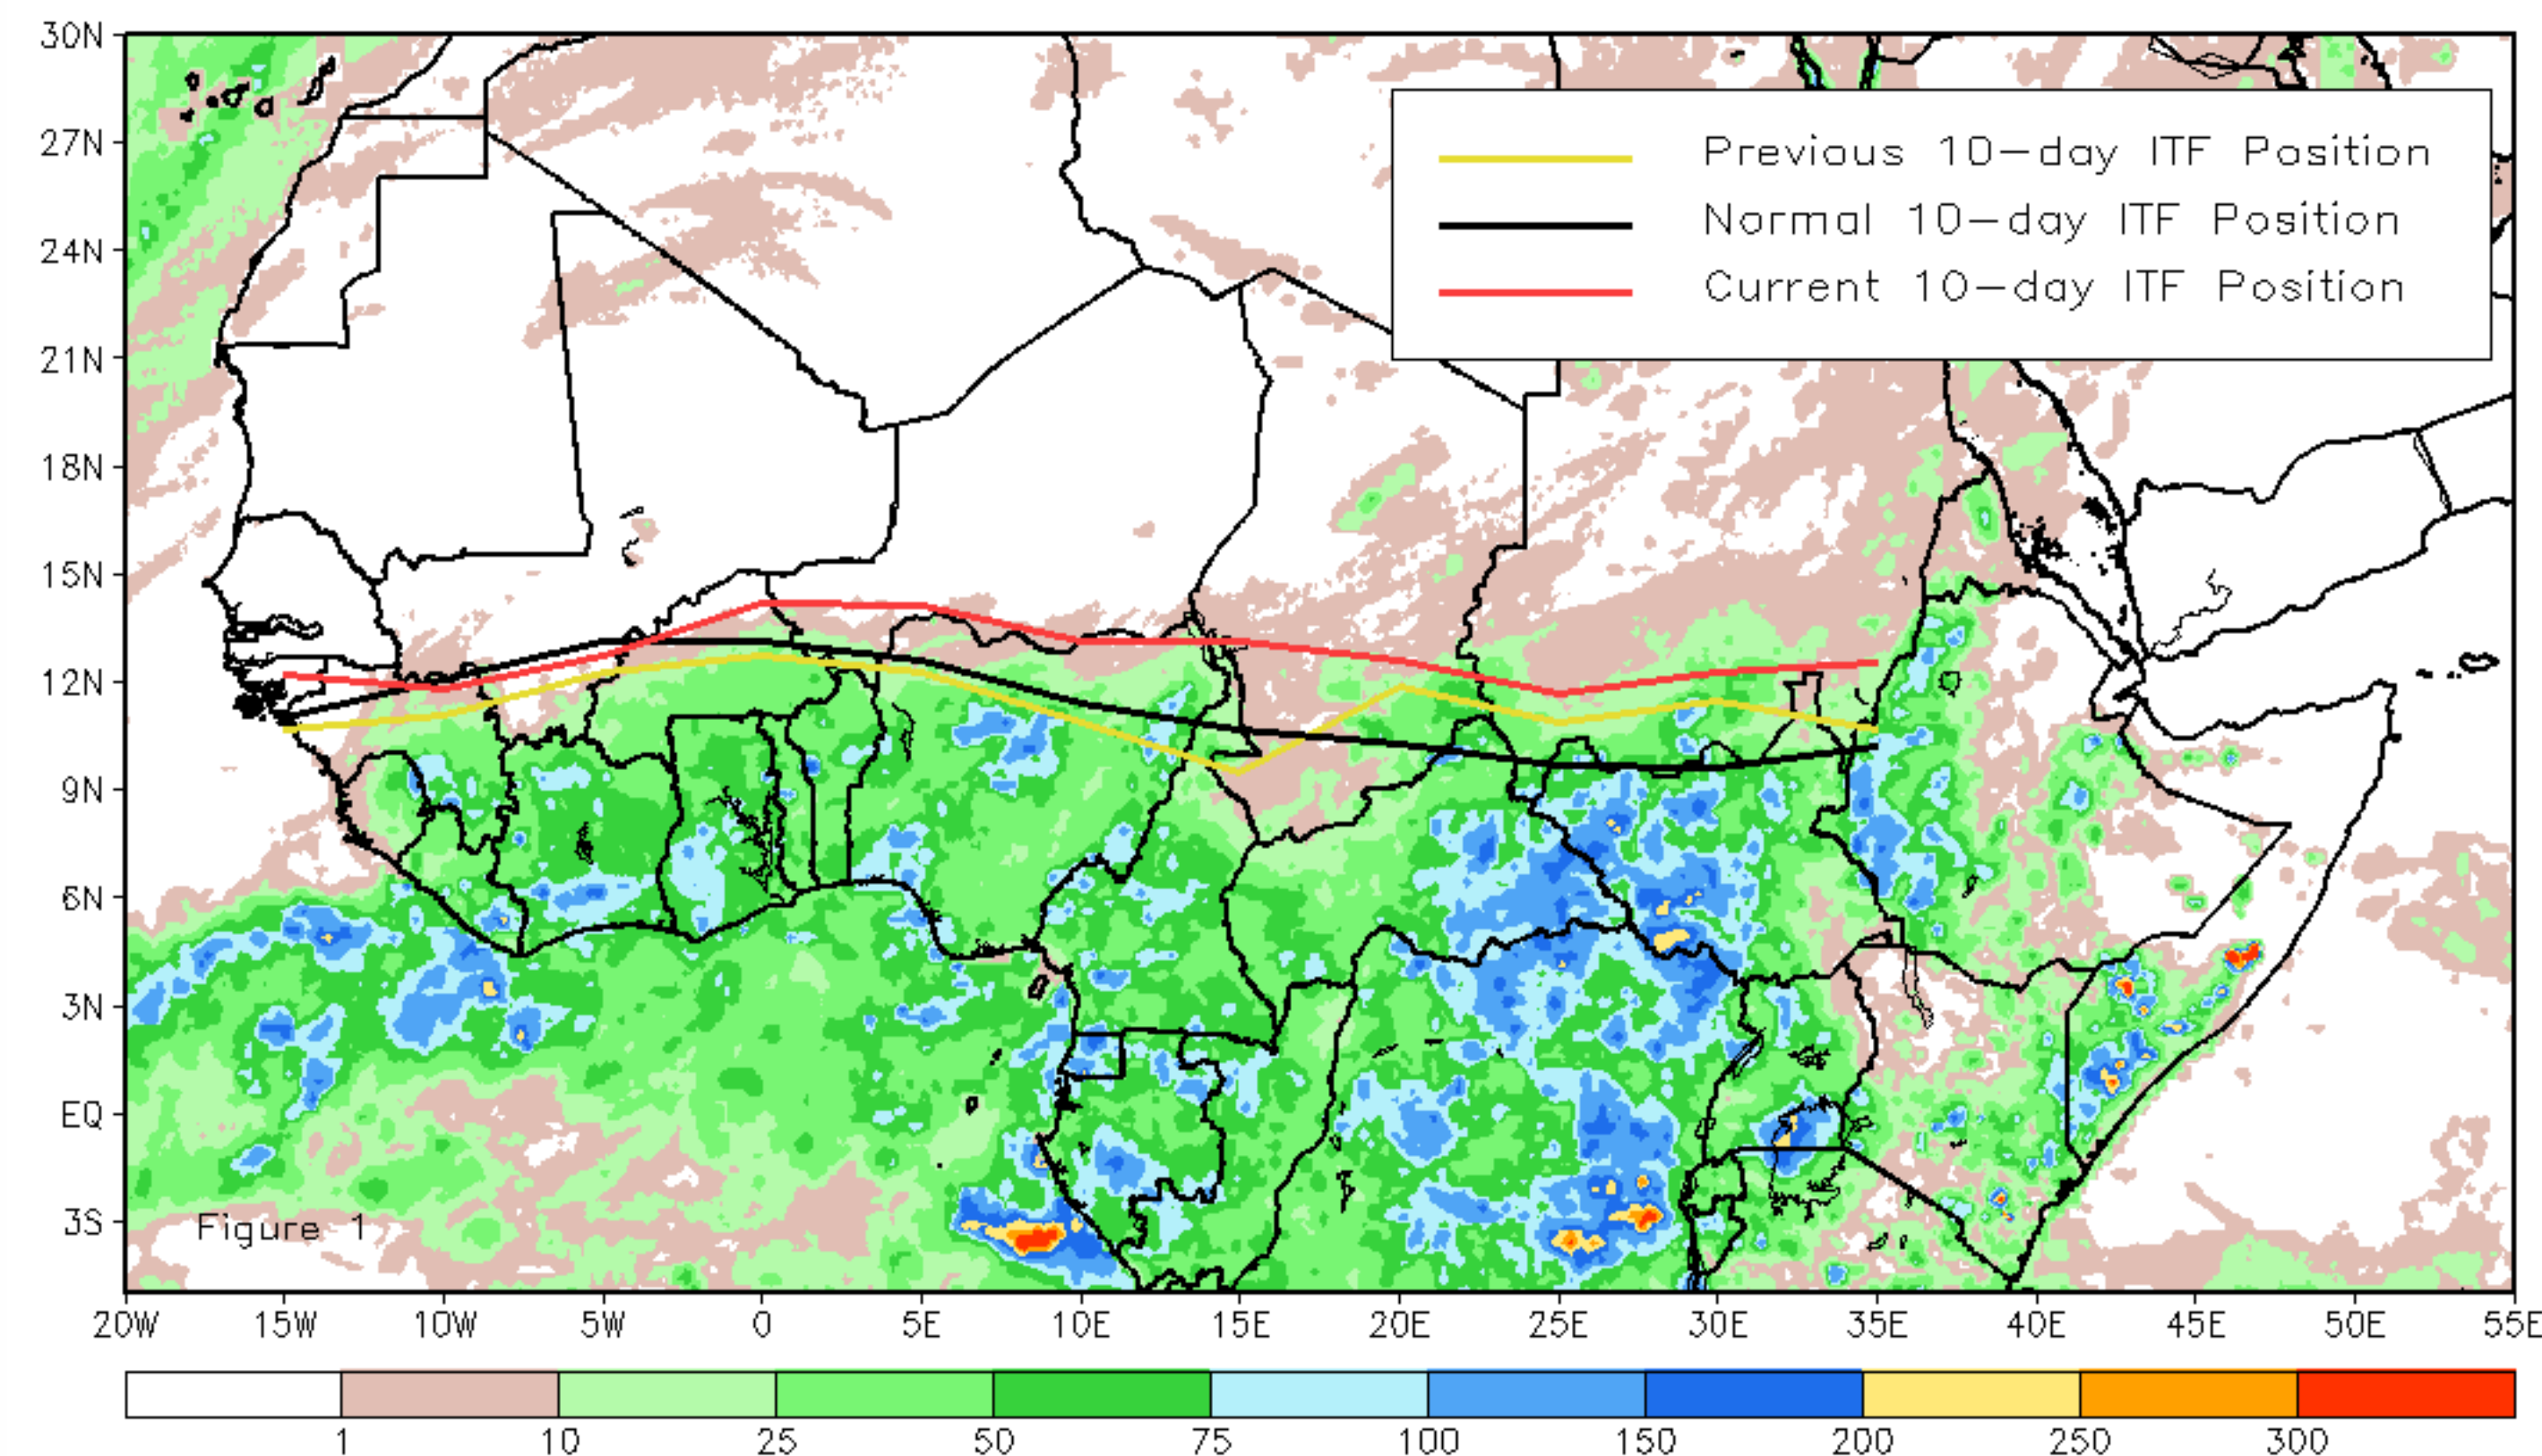 30N
27N
24N
21N
18N
15N
12N
9N
6N
3N
EQ
3S
Previous 10-day ITF Position
Normal 10-day ITF Position
Current 10-day ITF Position
Figure 1
20W 15W 10W 5W 0 5E 10E 15E 20E 25E 30E 35E 40E 45E 50E 55E
1 10 25 50 75 100 150 200 250 300